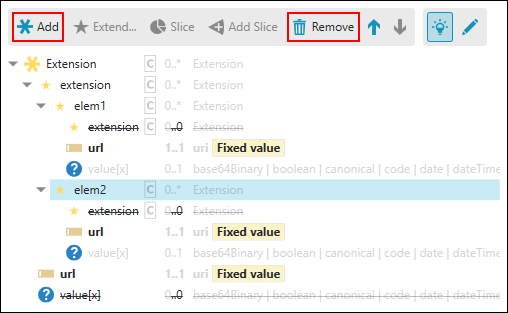 Add Extend... Slice Add Slice Remove
Extension C 0..* Extension
extension C 0..* Extension
elem1 C 0..* Extension
extension C 0..0 Extension
url 1..1 uri Fixed value
? value[x] 0..1 base64Binary | boolean | canonical | code | date | dateTime
elem2 C 0..* Extension
extension C 0..0 Extension
url 1..1 uri Fixed value
? value[x] 0..1 base64Binary | boolean | canonical | code | date | dateTime
url 1..1 uri Fixed value
? value[x] 0..0 base64Binary | boolean | canonical | code | date | dateTime